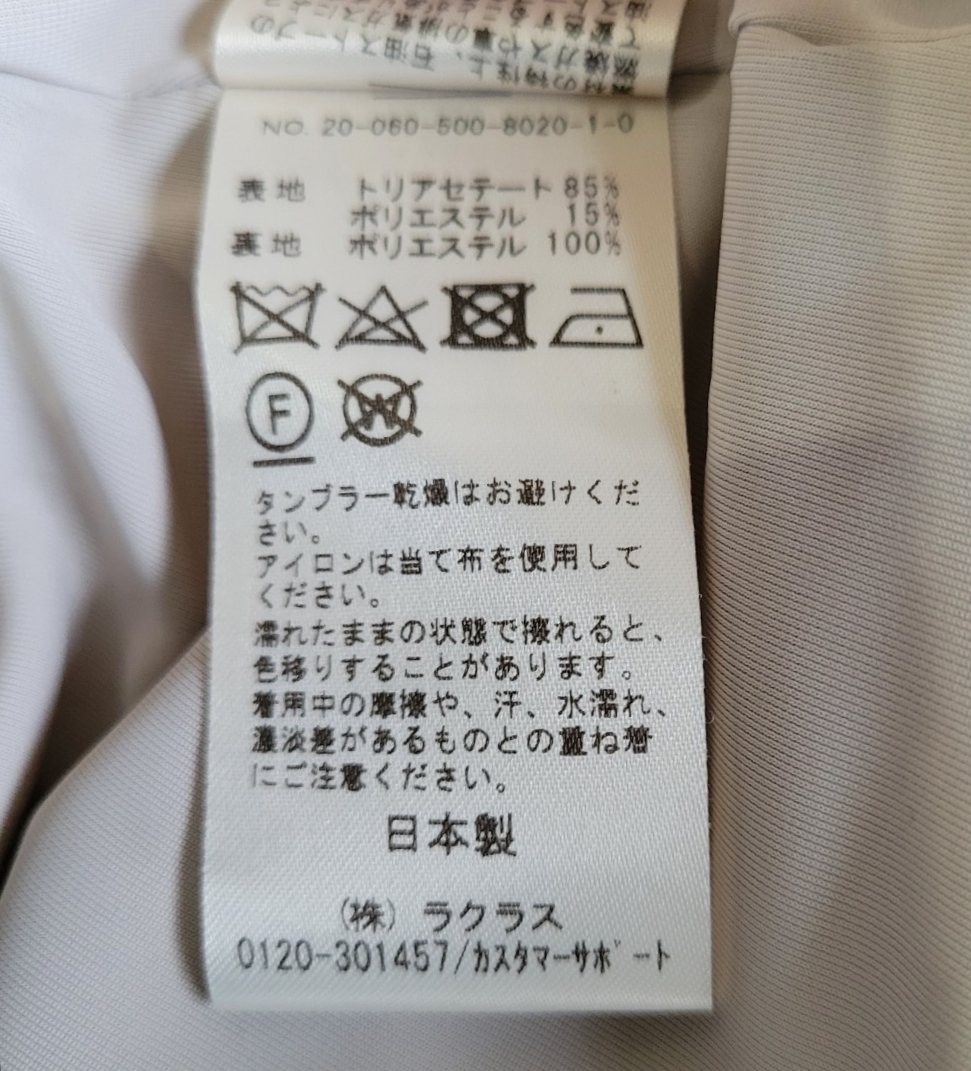 NO. 20-060-500-8020-1-0
表地 トリアセテート 85%
ポリエステル 15%
裏地 ポリエステル 100%
F
W
タンブラー乾燥はお避けくだ
さい。
アイロンは当て布を使用して
ください。
濡れたままの状態で擦れると、
色移りすることがあります。
着用中の摩擦や、汗、水濡れ、
濃淡差があるものとの重ね着
にご注意ください。
日本製
(株) ラクラス
0120-301457/カスタマーサポート